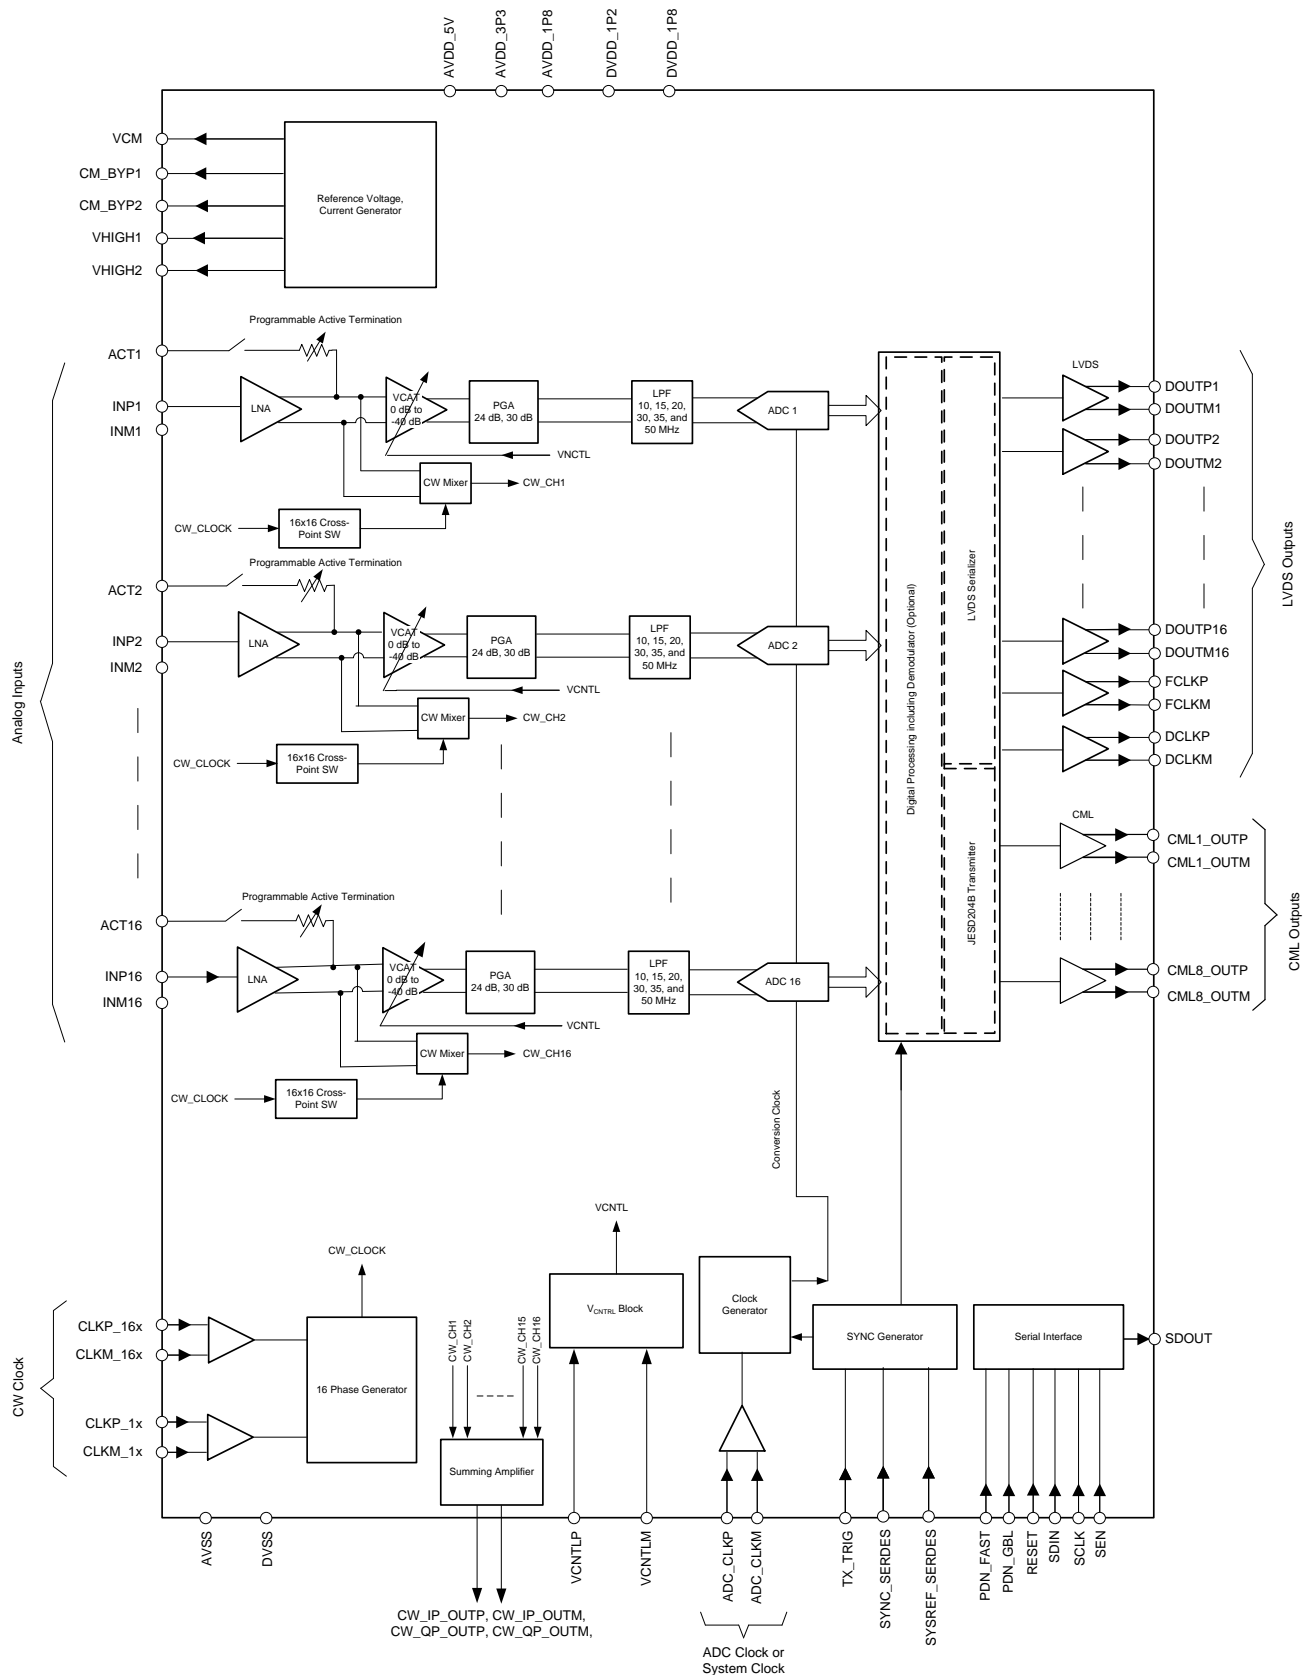 AVDD_5V
AVDD_3P3
AVDD_1P8
DVDD_1P2
DVDD_1P8
VCM
CM_BYP1
CM_BYP2
VHIGH1
VHIGH2
Reference Voltage,
Current Generator
Programmable Active Termination
ACT1
INP1
INM1
LNA
VCAT
0 dB to
-40 dB
PGA
24 dB, 30 dB
LPF
10, 15, 20,
30, 35, and
50 MHz
ADC 1
VNCTL
CW Mixer
CW_CH1
CW_CLOCK
16x16 Cross-
Point SW
Programmable Active Termination
ACT2
INP2
INM2
LNA
VCAT
0 dB to
-40 dB
PGA
24 dB, 30 dB
LPF
10, 15, 20,
30, 35, and
50 MHz
ADC 2
VCNTL
CW Mixer
CW_CH2
CW_CLOCK
16x16 Cross-
Point SW
Analog Inputs
Programmable Active Termination
ACT16
INP16
INM16
LNA
VCAT
0 dB to
-40 dB
PGA
24 dB, 30 dB
LPF
10, 15, 20,
30, 35, and
50 MHz
ADC 16
VCNTL
CW Mixer
CW_CH16
CW_CLOCK
16x16 Cross-
Point SW
Conversion Clock
Digital Processing including Demodulator (Optional)
LVDS Serializer
JESD204B Transmitter
LVDS
DOUTP1
DOUTM1
DOUTP2
DOUTM2
DOUTP16
DOUTM16
FCLKP
FCLKM
DCLKP
DCLKM
LVDS Outputs
CML
CML1_OUTP
CML1_OUTM
CML8_OUTP
CML8_OUTM
CML Outputs
CW Clock
CLKP_16x
CLKM_16x
CLKP_1x
CLKM_1x
CW_CLOCK
16 Phase Generator
CW_CH1
CW_CH2
CW_CH15
CW_CH16
Summing Amplifier
VCNTL
VCNTRL Block
Clock
Generator
SYNC Generator
Serial Interface
SDOUT
AVSS
DVSS
CW_IP_OUTP, CW_IP_OUTM,
CW_QP_OUTP, CW_QP_OUTM,
VCNTLP
VCNTLM
ADC_CLKP
ADC_CLKM
ADC Clock or
System Clock
TX_TRIG
SYNC_SERDES
SYSREF_SERDES
PDN_FAST
PDN_GBL
RESET
SDIN
SCLK
SEN